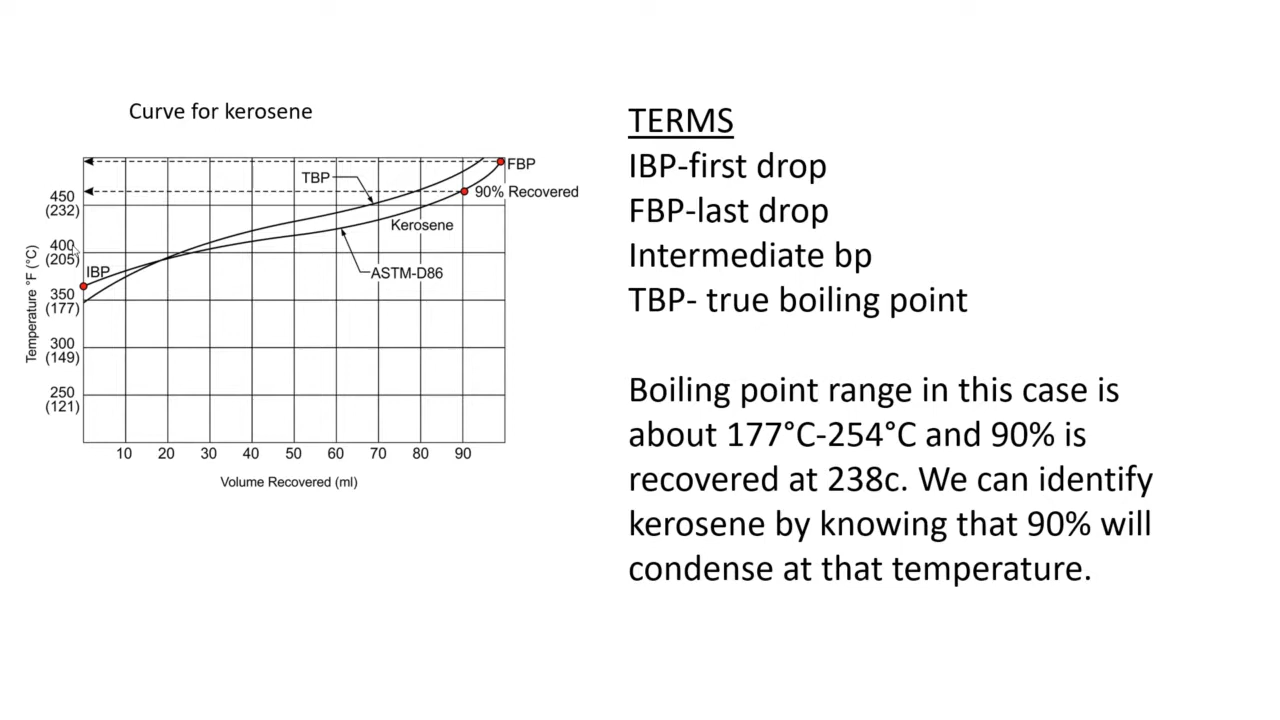 Curve for kerosene
TERMS
IBP-first drop
FBP-last drop
Intermediate bp
TBP- true boiling point
Boiling point range in this case is
about 177°C-254°C and 90% is
recovered at 238c. We can identify
kerosene by knowing that 90% will
condense at that temperature.
TBP
FBP
90% Recovered
Kerosene
IBP
ASTM-D86
Temperature °F (°C)
450
(232)
400
(205)
350
(177)
300
(149)
250
(121)
10 20 30 40 50 60 70 80 90
Volume Recovered (ml)